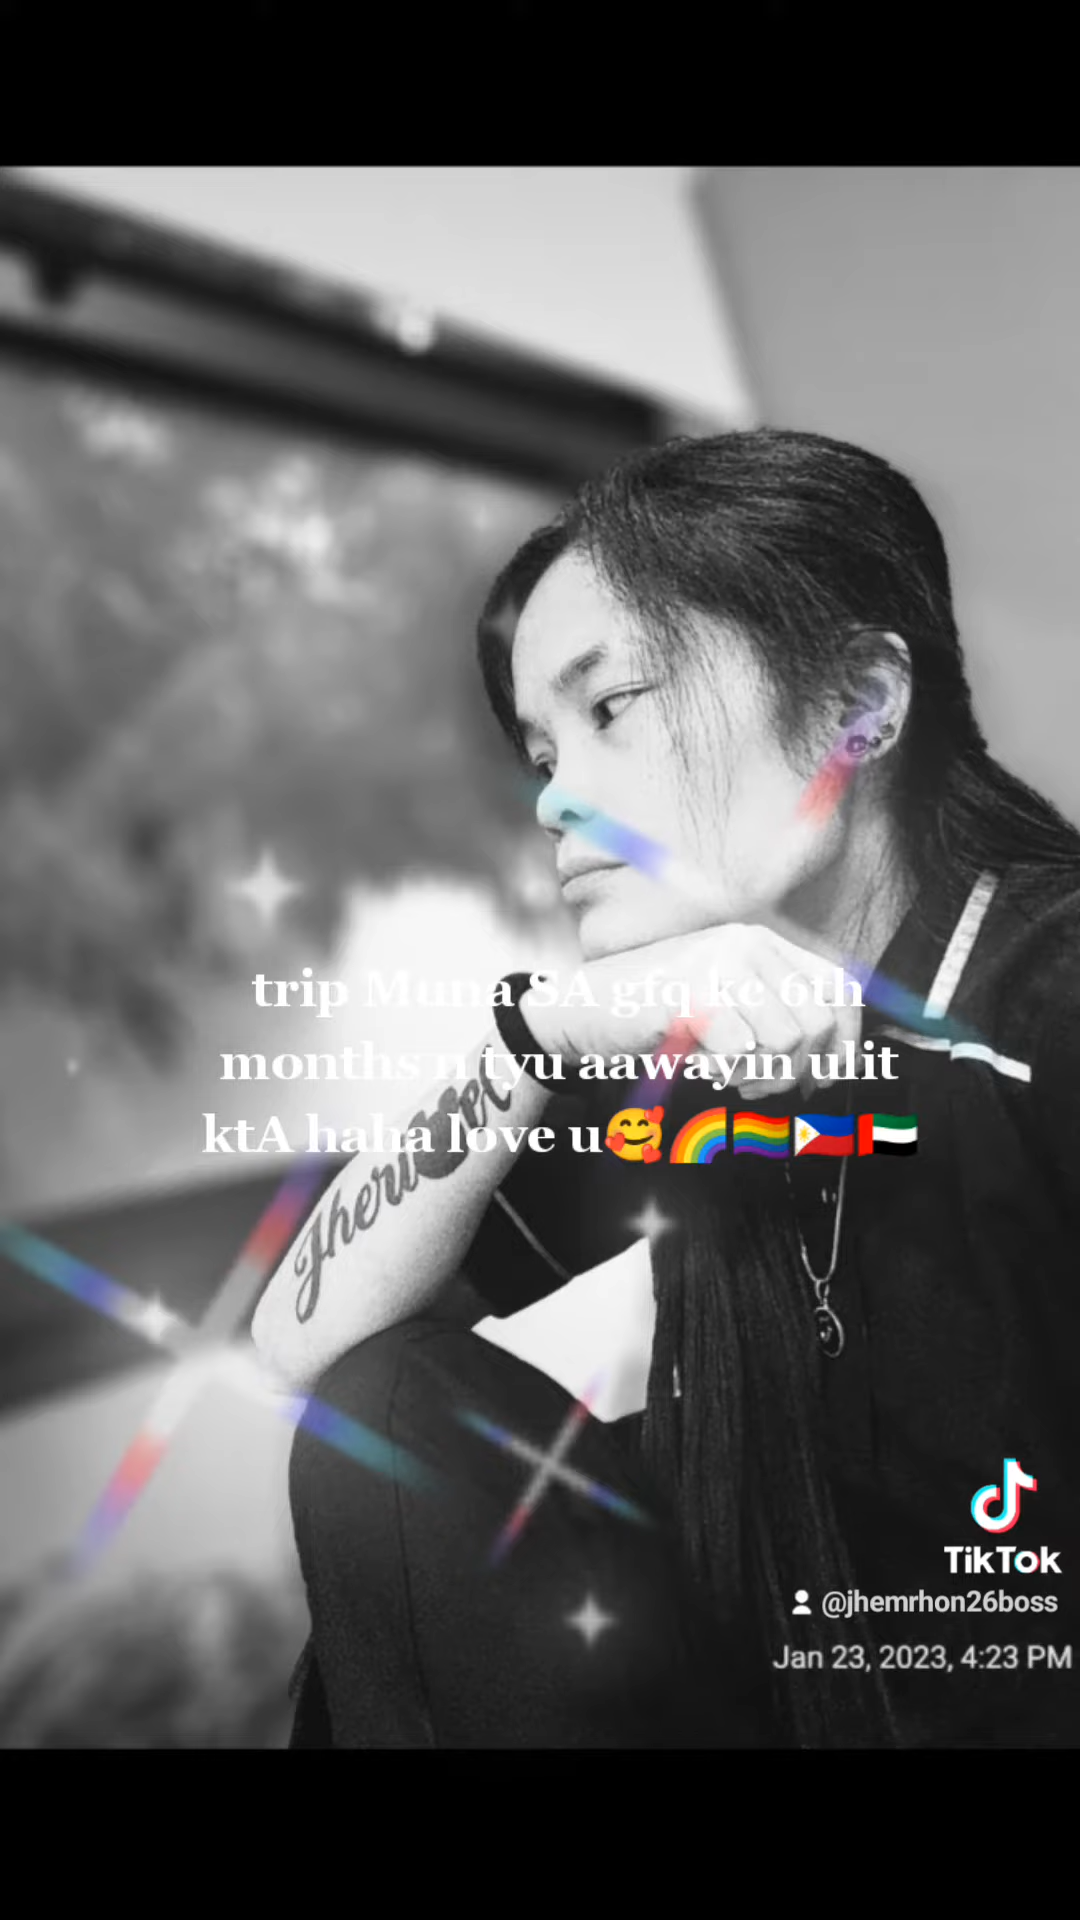 trip Muna SA gfq ke 6th
months n tyu aawayin ulit
ktA haha love u🥰🌈🏳️‍🌈🇵🇭🇦🇪
TikTok
@jhemrhon26boss
Jan 23, 2023, 4:23 PM